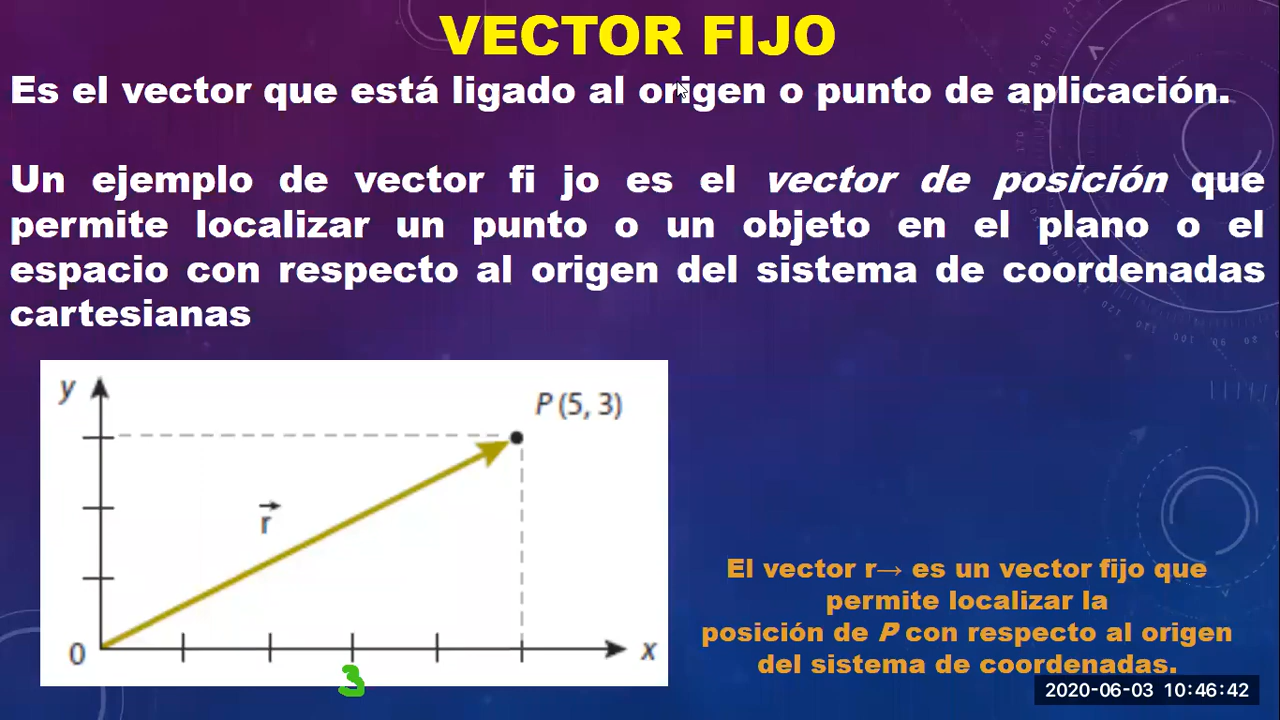 VECTOR FIJO
Es el vector que está ligado al origen o punto de aplicación.
Un ejemplo de vector fi jo es el vector de posición que
permite localizar un punto o un objeto en el plano o el
espacio con respecto al origen del sistema de coordenadas
cartesianas
y
P (5, 3)
r
0
x
3
El vector r→ es un vector fijo que
permite localizar la
posición de P con respecto al origen
del sistema de coordenadas.
2020-06-03 10:46:42